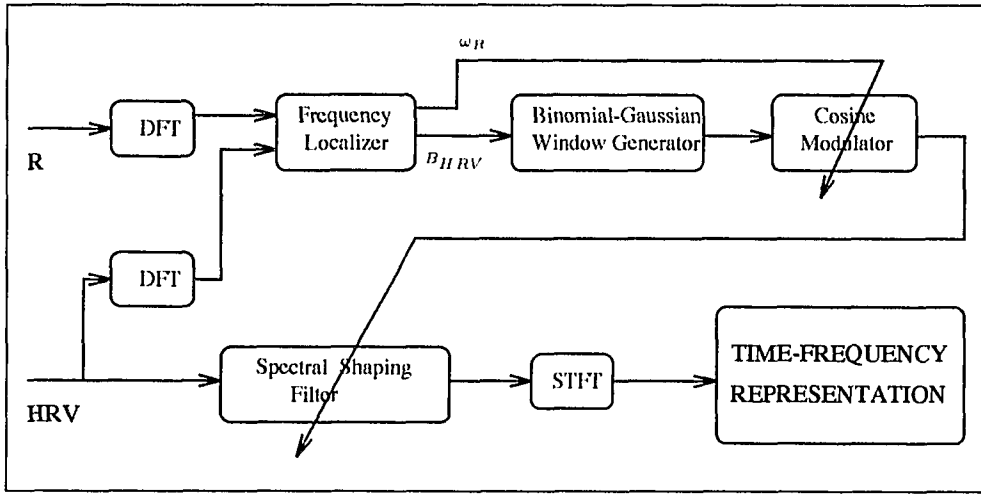 ω_R
DFT
Frequency
Localizer
Binomial-Gaussian
Window Generator
Cosine
Modulator
R
B_HRV
DFT
Spectral Shaping
Filter
STFT
TIME-FREQUENCY
REPRESENTATION
HRV